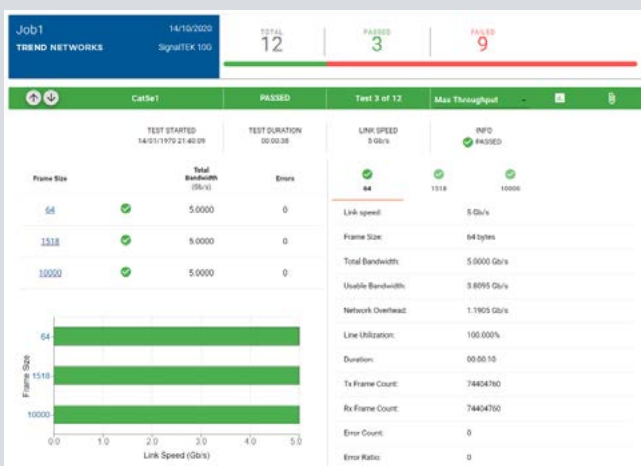 Job1 14/10/2020
TREND NETWORKS SignalTEK 10G
TOTAL 12
PASSED 3
FAILED 9
Cat5e1 PASSED Test 3 of 12 Max Throughput
TEST STARTED TEST DURATION LINK SPEED INFO
14/01/1970 21:40:09 00:00:38 5 Gb/s PASSED
Frame Size Total Bandwidth (Gb/s) Errors
64 5.0000 0
1518 5.0000 0
10000 5.0000 0
64 1518 10000
Link speed: 5 Gb/s
Frame Size: 64 bytes
Total Bandwidth: 5.0000 Gb/s
Usable Bandwidth: 3.8095 Gb/s
Network Overhead: 1.1905 Gb/s
Line Utilization: 100.000%
Duration: 00:00:10
Tx Frame Count: 74404760
Rx Frame Count: 74404760
Error Count: 0
Error Ratio: 0
Frame Size
64
1518
10000
0.0 1.0 2.0 3.0 4.0 5.0
Link Speed (Gb/s)